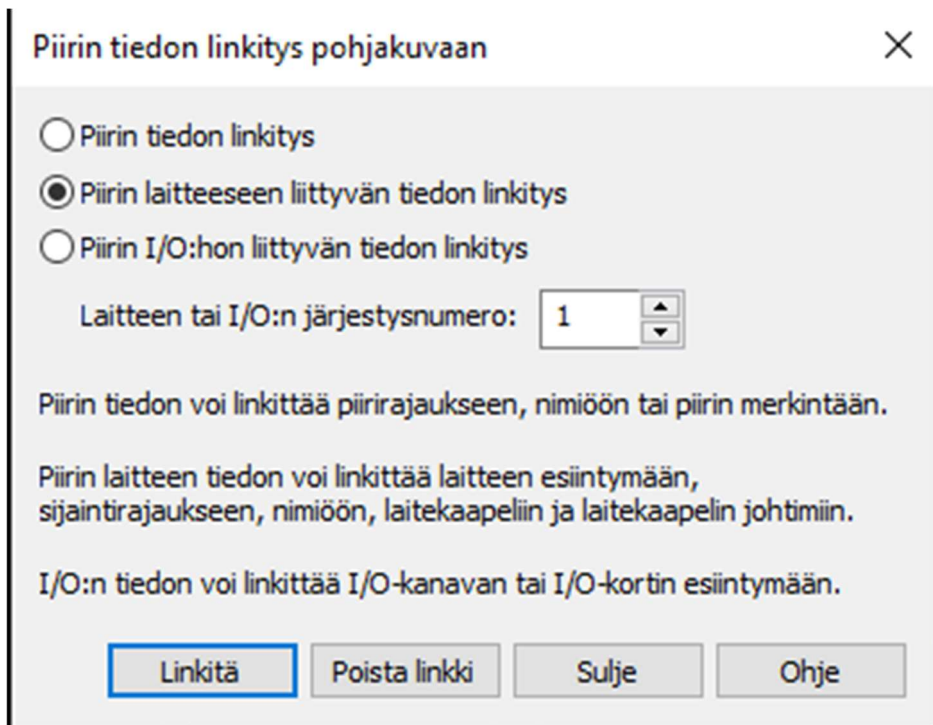 Piirin tiedon linkitys pohjakuvaan
Piirin tiedon linkitys
Piirin laitteeseen liittyvän tiedon linkitys
Piirin I/O:hon liittyvän tiedon linkitys
Laitteen tai I/O:n järjestysnumero: 1
Piirin tiedon voi linkittää piirirajaukseen, nimiöön tai piirin merkintään.
Piirin laitteen tiedon voi linkittää laitteen esiintymään,
sijaintirajaukseen, nimiöön, laitekaapeliin ja laitekaapelin johtimiin.
I/O:n tiedon voi linkittää I/O-kanavan tai I/O-kortin esiintymään.
Linkitä Poista linkki Sulje Ohje